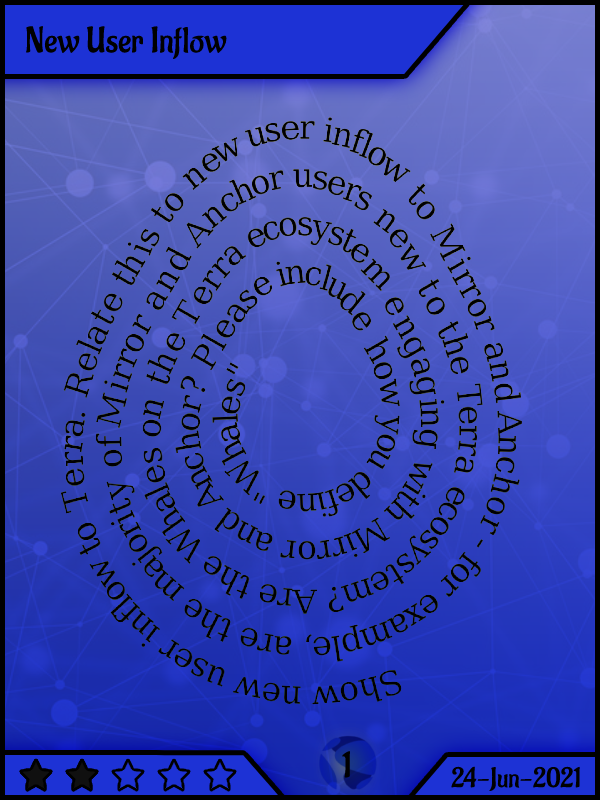 New User Inflow
Show new user inflow to Terra. Relate this to new user inflow to Mirror and Anchor - for example, are the majority of Mirror and Anchor users new to the Terra ecosystem? Are the Whales on the Terra ecosystem engaging with Mirror and Anchor? Please include how you define "Whales"
1
24-Jun-2021